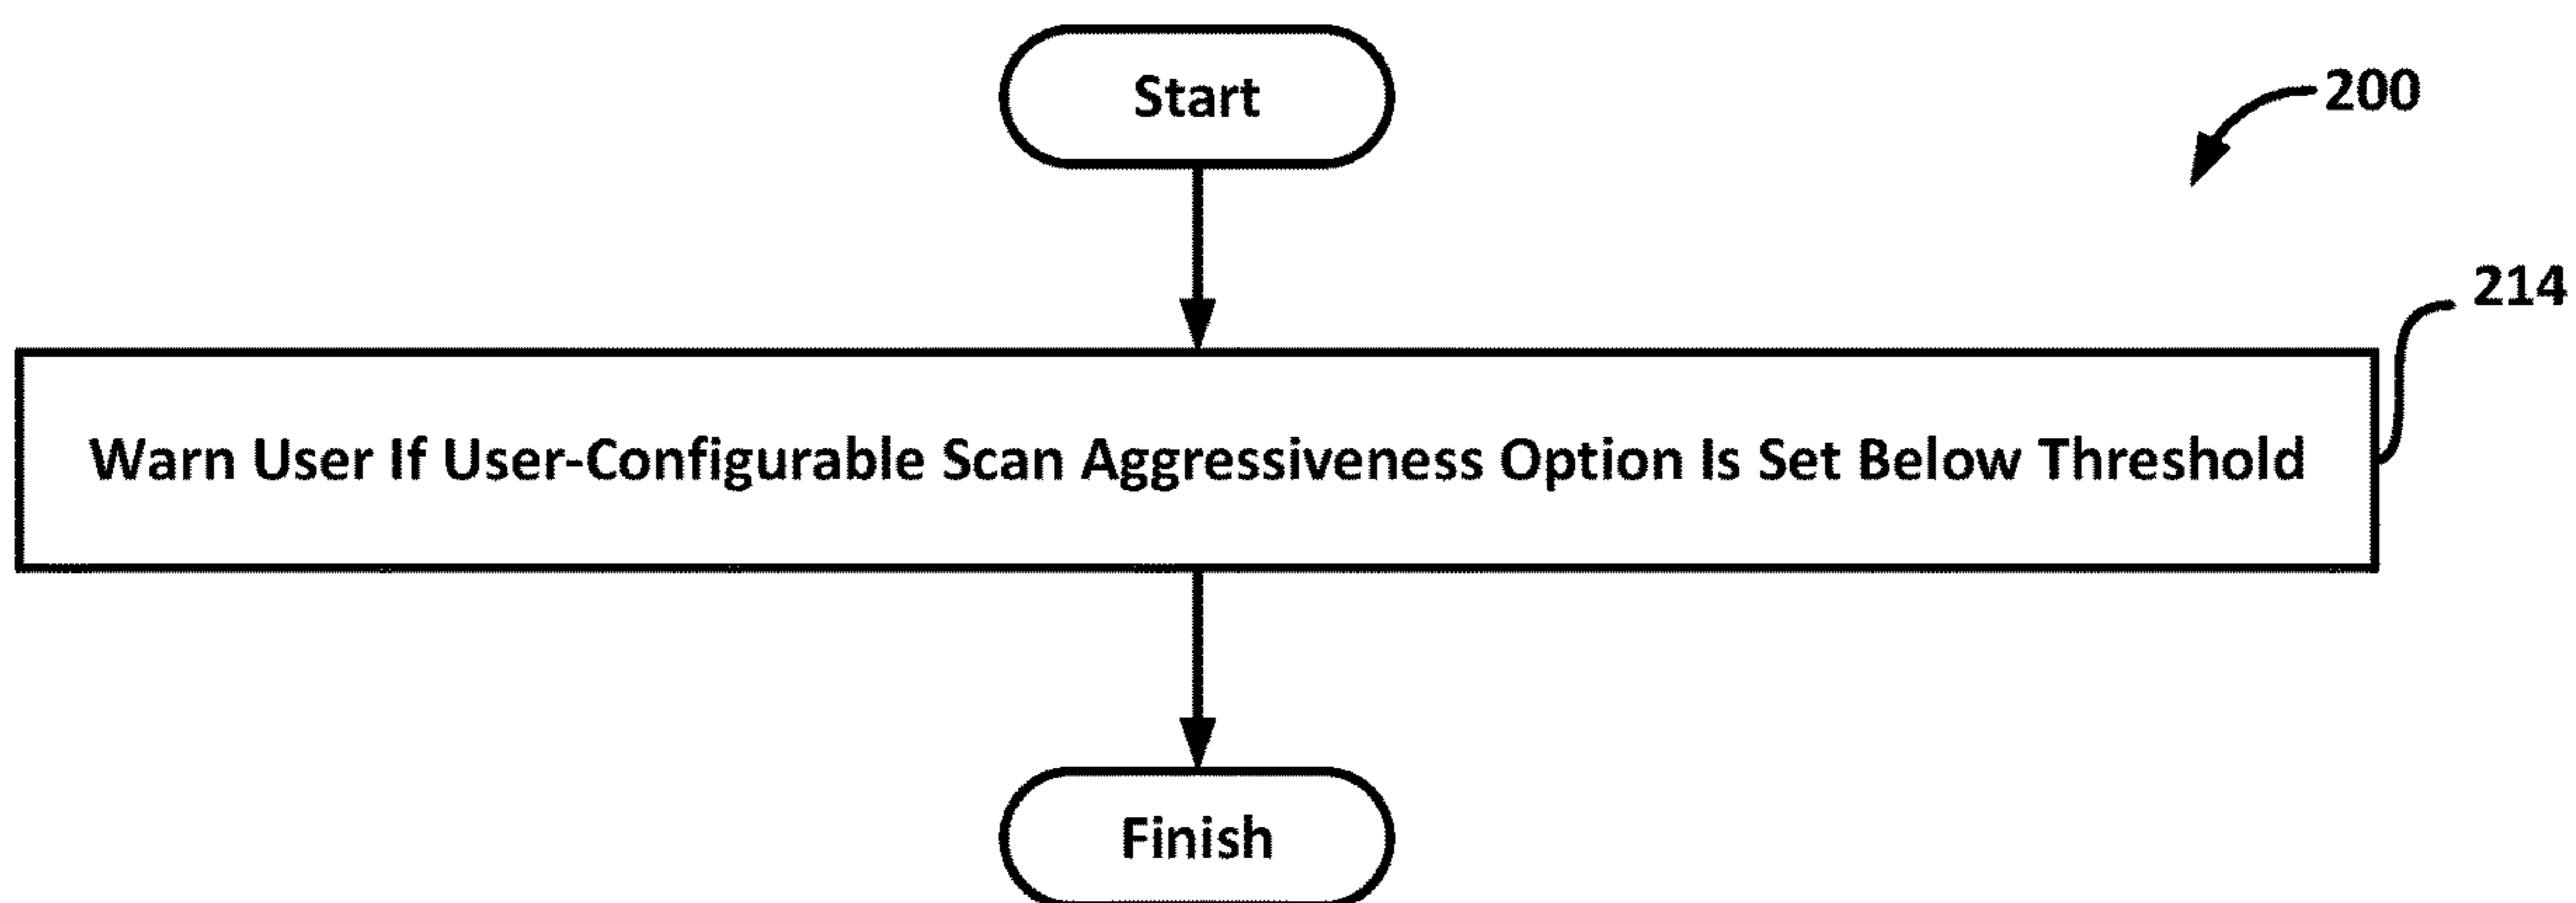 Start
200
214
Warn User If User-Configurable Scan Aggressiveness Option Is Set Below Threshold
Finish